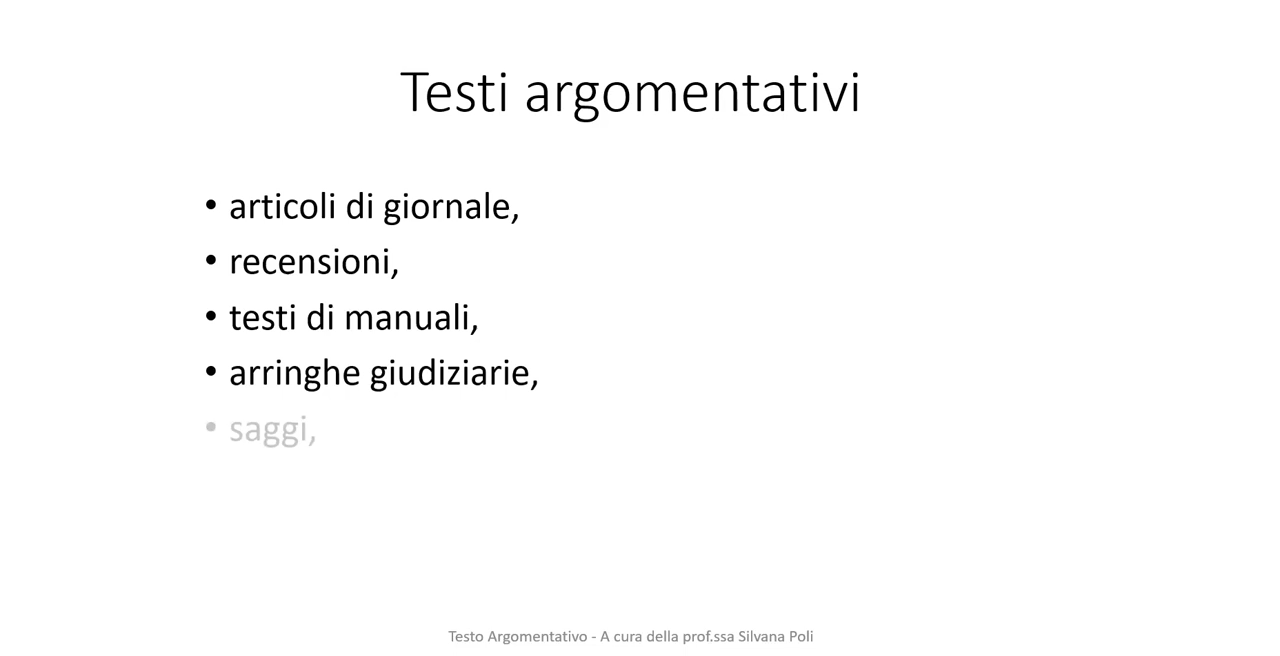 Testi argomentativi
• articoli di giornale,
• recensioni,
• testi di manuali,
• arringhe giudiziarie,
• saggi,
Testo Argomentativo - A cura della prof.ssa Silvana Poli